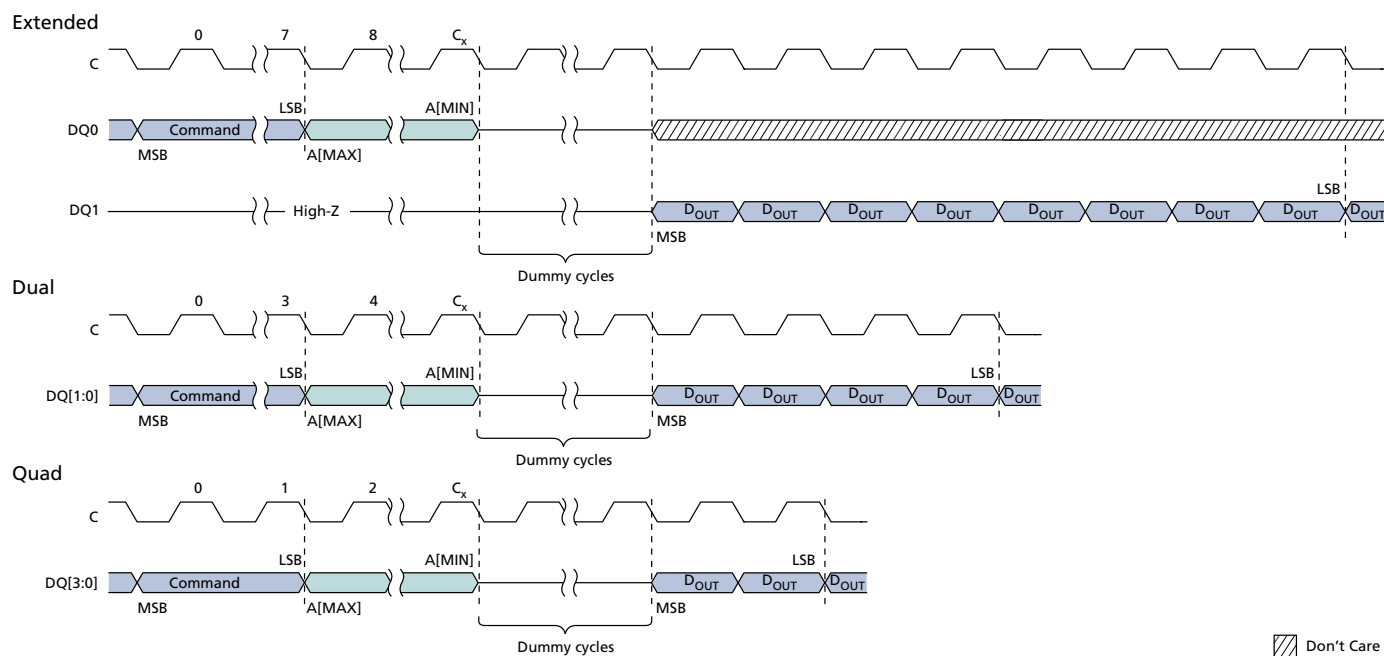 Extended
0 7 8 Cx
C
LSB A[MIN]
DQ0 Command
MSB A[MAX]
LSB
DQ1 High-Z DOUT DOUT DOUT DOUT DOUT DOUT DOUT DOUT DOUT
MSB
Dummy cycles
Dual
0 3 4 Cx
C
LSB A[MIN] LSB
DQ[1:0] Command DOUT DOUT DOUT DOUT DOUT
MSB A[MAX] MSB
Dummy cycles
Quad
0 1 2 Cx
C
LSB A[MIN] LSB
DQ[3:0] Command DOUT DOUT DOUT
MSB A[MAX] MSB
Dummy cycles
Don't Care